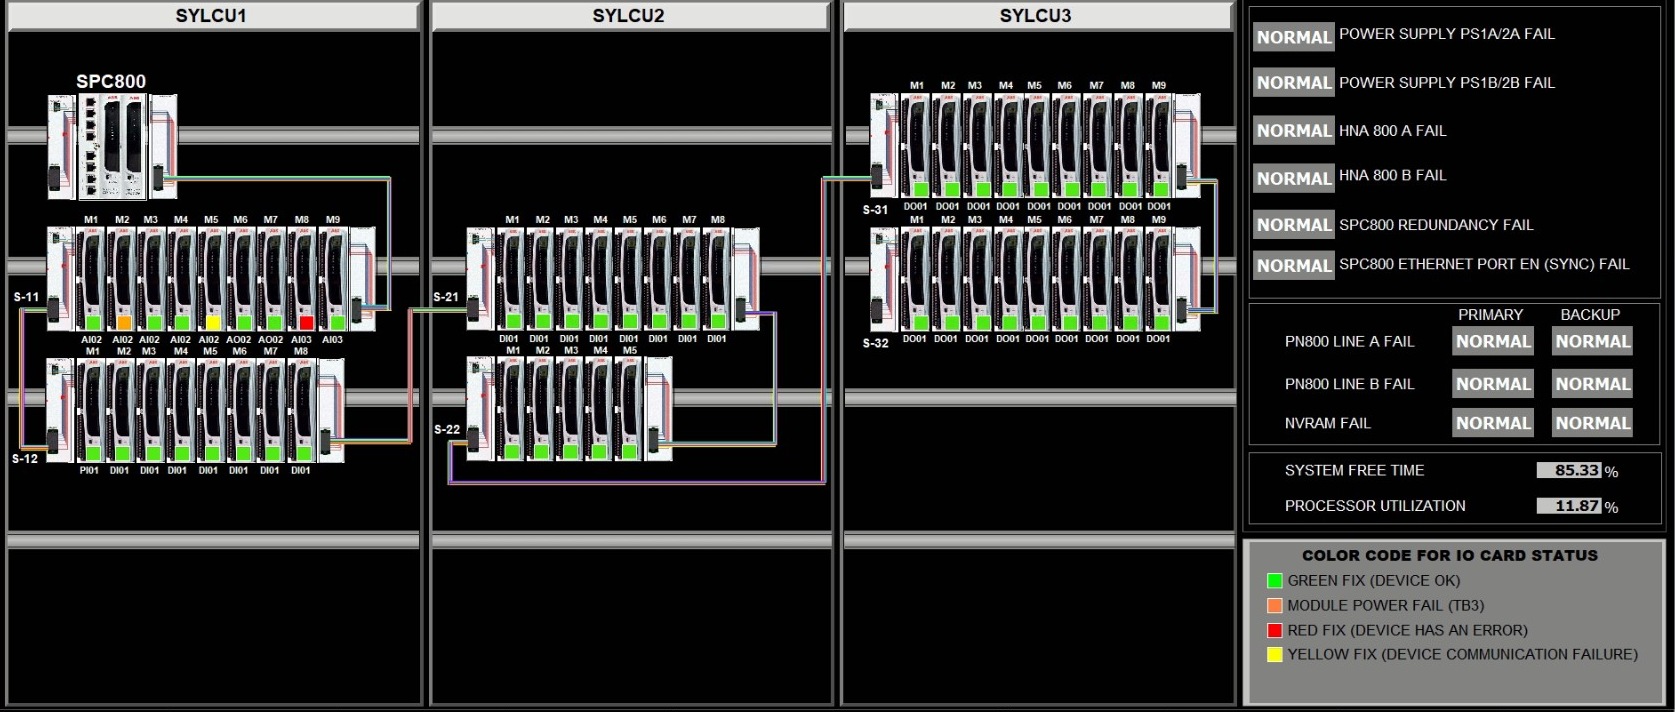 SYLCU1
SYLCU2
SYLCU3
SPC800
M1 M2 M3 M4 M5 M6 M7 M8 M9
S-11
AI02 AI02 AI02 AI02 AI02 AO02 AO02 AI03 AI03
M1 M2 M3 M4 M5 M6 M7 M8
S-12
PI01 DI01 DI01 DI01 DI01 DI01 DI01 DI01
M1 M2 M3 M4 M5 M6 M7 M8
S-21
DI01 DI01 DI01 DI01 DI01 DI01 DI01 DI01
M1 M2 M3 M4 M5
S-22
M1 M2 M3 M4 M5 M6 M7 M8 M9
S-31
DO01 DO01 DO01 DO01 DO01 DO01 DO01 DO01 DO01
M1 M2 M3 M4 M5 M6 M7 M8 M9
S-32
DO01 DO01 DO01 DO01 DO01 DO01 DO01 DO01 DO01
NORMAL POWER SUPPLY PS1A/2A FAIL
NORMAL POWER SUPPLY PS1B/2B FAIL
NORMAL HNA 800 A FAIL
NORMAL HNA 800 B FAIL
NORMAL SPC800 REDUNDANCY FAIL
NORMAL SPC800 ETHERNET PORT EN (SYNC) FAIL
PRIMARY BACKUP
PN800 LINE A FAIL NORMAL NORMAL
PN800 LINE B FAIL NORMAL NORMAL
NVRAM FAIL NORMAL NORMAL
SYSTEM FREE TIME 85.33 %
PROCESSOR UTILIZATION 11.87 %
COLOR CODE FOR IO CARD STATUS
GREEN FIX (DEVICE OK)
MODULE POWER FAIL (TB3)
RED FIX (DEVICE HAS AN ERROR)
YELLOW FIX (DEVICE COMMUNICATION FAILURE)